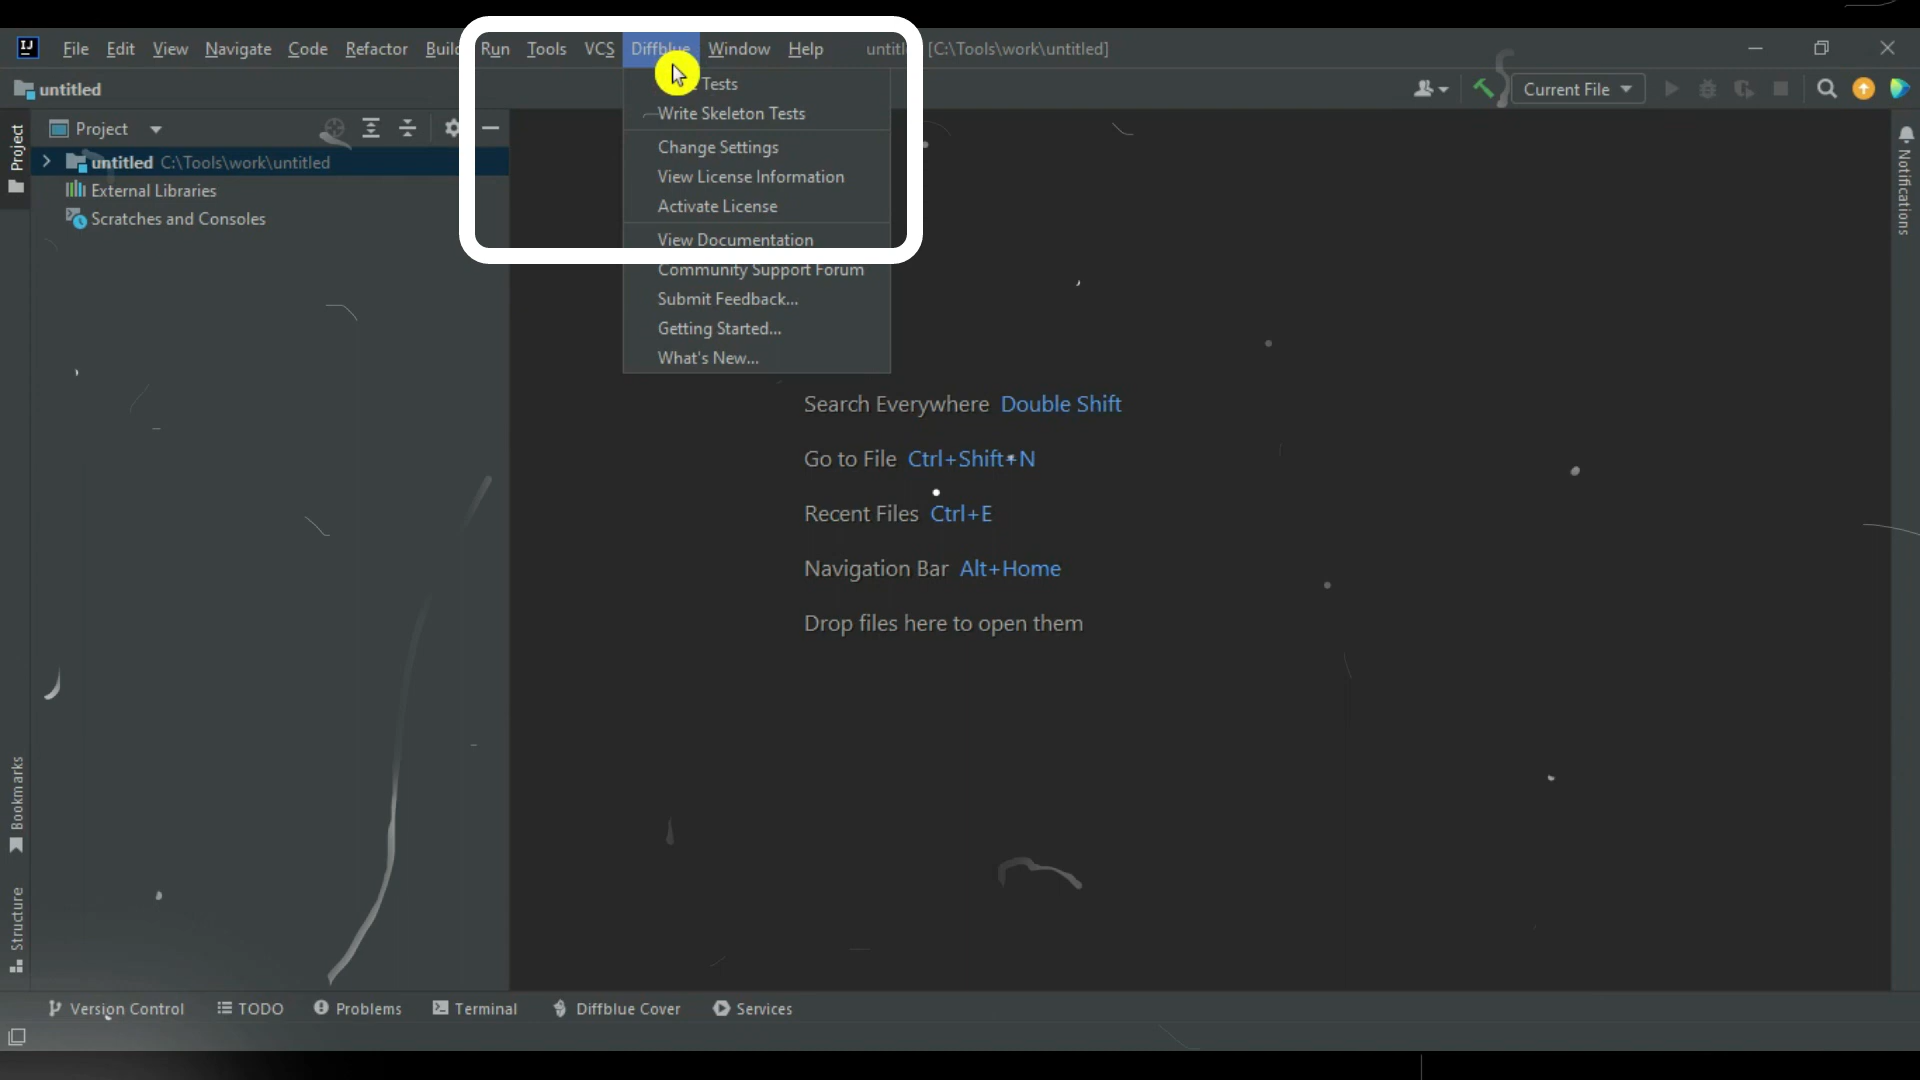 File Edit View Navigate Code Refactor Build Run Tools VCS Diffblue Window Help untitled [C:\Tools\work\untitled]
untitled
Current File
Project
untitled C:\Tools\work\untitled
External Libraries
Scratches and Consoles
Project
Bookmarks
Structure
Notifications
Tests
Write Skeleton Tests
Change Settings
View License Information
Activate License
View Documentation
Community Support Forum
Submit Feedback...
Getting Started...
What's New...
Search Everywhere Double Shift
Go to File Ctrl+Shift+N
Recent Files Ctrl+E
Navigation Bar Alt+Home
Drop files here to open them
Version Control TODO Problems Terminal Diffblue Cover Services